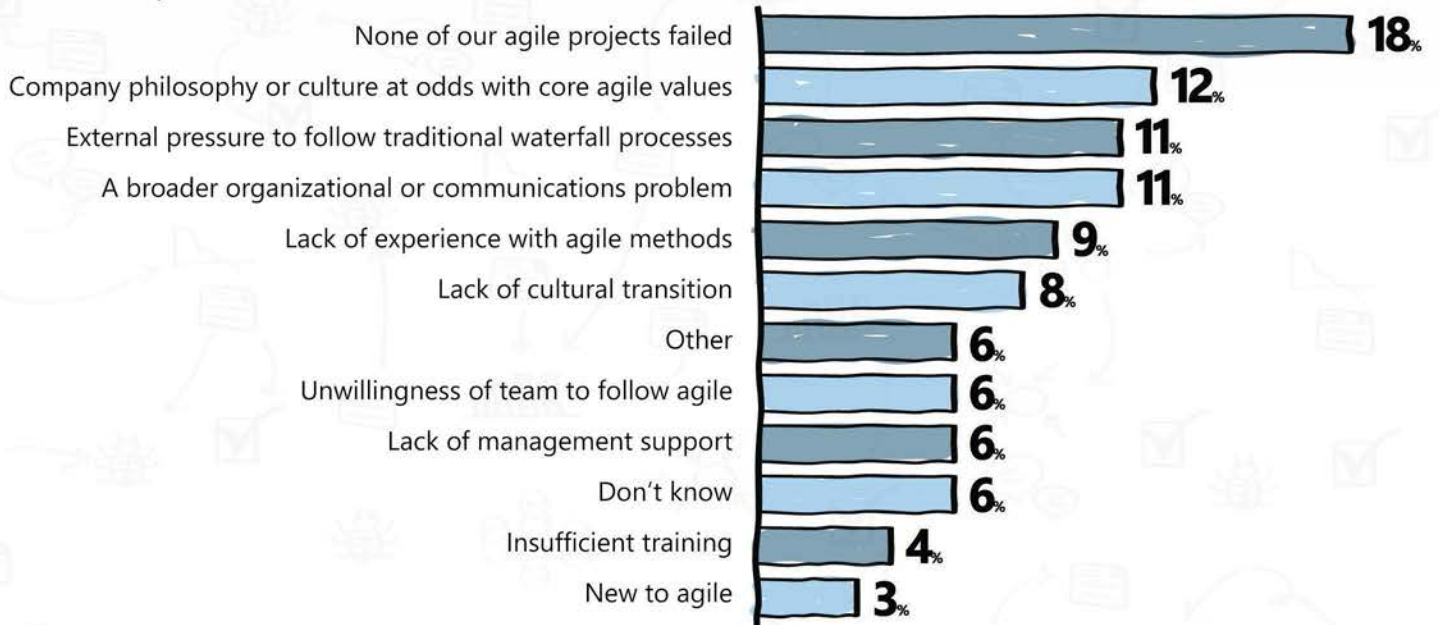 None of our agile projects failed 18%
Company philosophy or culture at odds with core agile values 12%
External pressure to follow traditional waterfall processes 11%
A broader organizational or communications problem 11%
Lack of experience with agile methods 9%
Lack of cultural transition 8%
Other 6%
Unwillingness of team to follow agile 6%
Lack of management support 6%
Don't know 6%
Insufficient training 4%
New to agile 3%